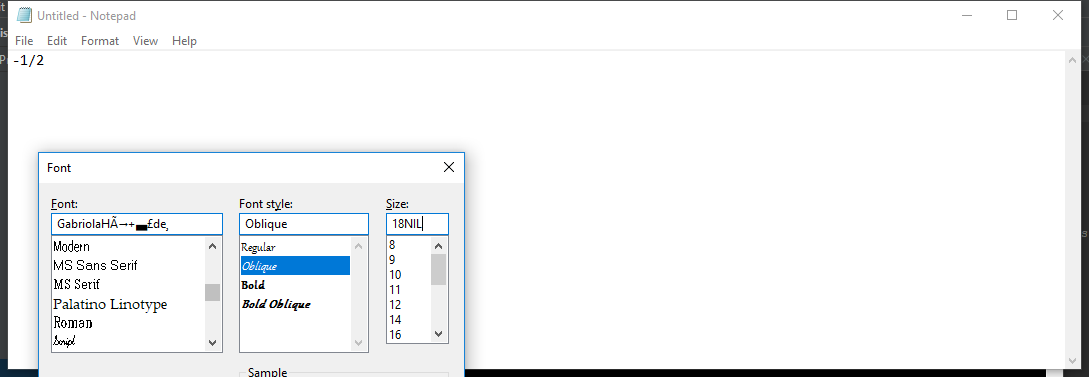 Untitled - Notepad
File Edit Format View Help
-1/2
Font
Font: Font style: Size:
GabriolaHÃ→+▬£de¸ Oblique 18NIL
Modern
MS Sans Serif
MS Serif
Palatino Linotype
Roman
Script
Regular
Oblique
Bold
Bold Oblique
8
9
10
11
12
14
16
Sample